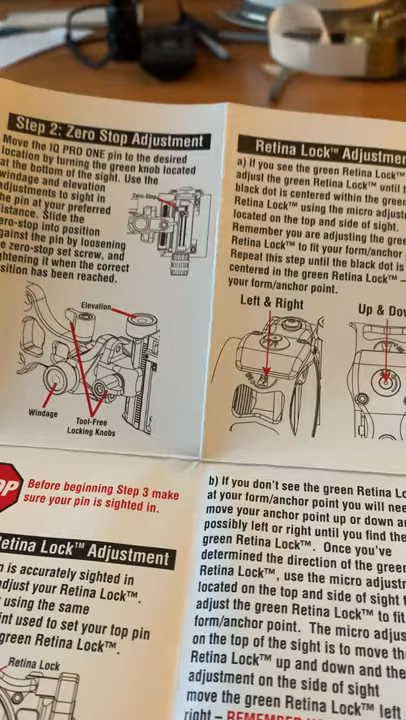 Step 2: Zero Stop Adjustment
Move the IQ PRO ONE pin to the desired
location by turning the green knob located
at the bottom of the sight. Use the
windage and elevation
adjustments to sight in
the pin at your preferred
distance. Slide the
zero-stop into position
against the pin by loosening
the zero-stop set screw, and
tightening it when the correct
position has been reached.
Zero-Stop
Elevation
Windage
Tool-Free
Locking Knobs
Before beginning Step 3 make
sure your pin is sighted in.
Retina Lock™ Adjustment
is accurately sighted in
adjust your Retina Lock™.
using the same
point used to set your top pin
green Retina Lock™.
Retina Lock
Retina Lock™ Adjustmen
a) If you see the green Retina Lock™
adjust the green Retina Lock™ until t
black dot is centered within the green
Retina Lock™ using the micro adjustm
located on the top and side of sight.
Remember you are adjusting the gree
Retina Lock™ to fit your form/anchor
Repeat this step until the black dot is
centered in the green Retina Lock™ –
your form/anchor point.
Left & Right
Up & Dow
b) If you don't see the green Retina Lo
at your form/anchor point you will nee
move your anchor point up or down an
possibly left or right until you find the
green Retina Lock™. Once you've
determined the direction of the green
Retina Lock™, use the micro adjustm
located on the top and side of sight t
adjust the green Retina Lock™ to fit
form/anchor point. The micro adjus
on the top of the sight is to move the
Retina Lock™ up and down and the
adjustment on the side of sight
move the green Retina Lock™ left
right – REMEMBER